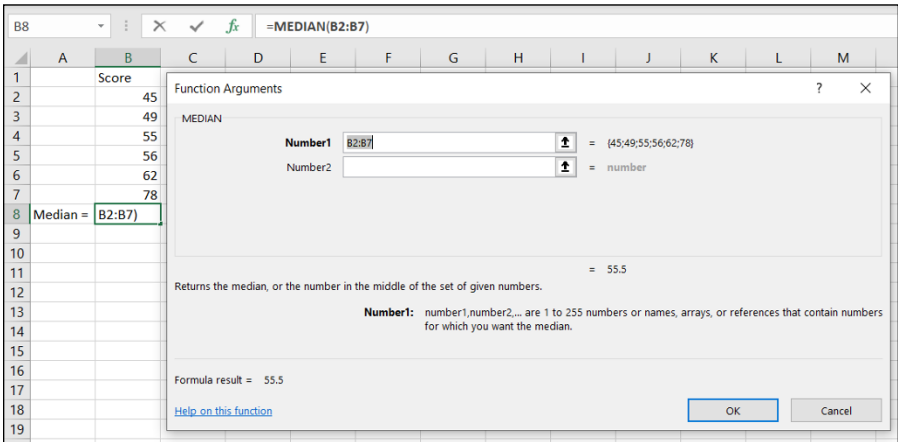 B8 fx =MEDIAN(B2:B7)
A B C D E F G H I J K L M
1 Score
2 45
3 49
4 55
5 56
6 62
7 78
8 Median = B2:B7)
9
10
11
12
13
14
15
16
17
18
19
Function Arguments ? ×
MEDIAN
Number1 B2:B7 = {45;49;55;56;62;78}
Number2 = number
= 55.5
Returns the median, or the number in the middle of the set of given numbers.
Number1: number1,number2,... are 1 to 255 numbers or names, arrays, or references that contain numbers
for which you want the median.
Formula result = 55.5
Help on this function OK Cancel